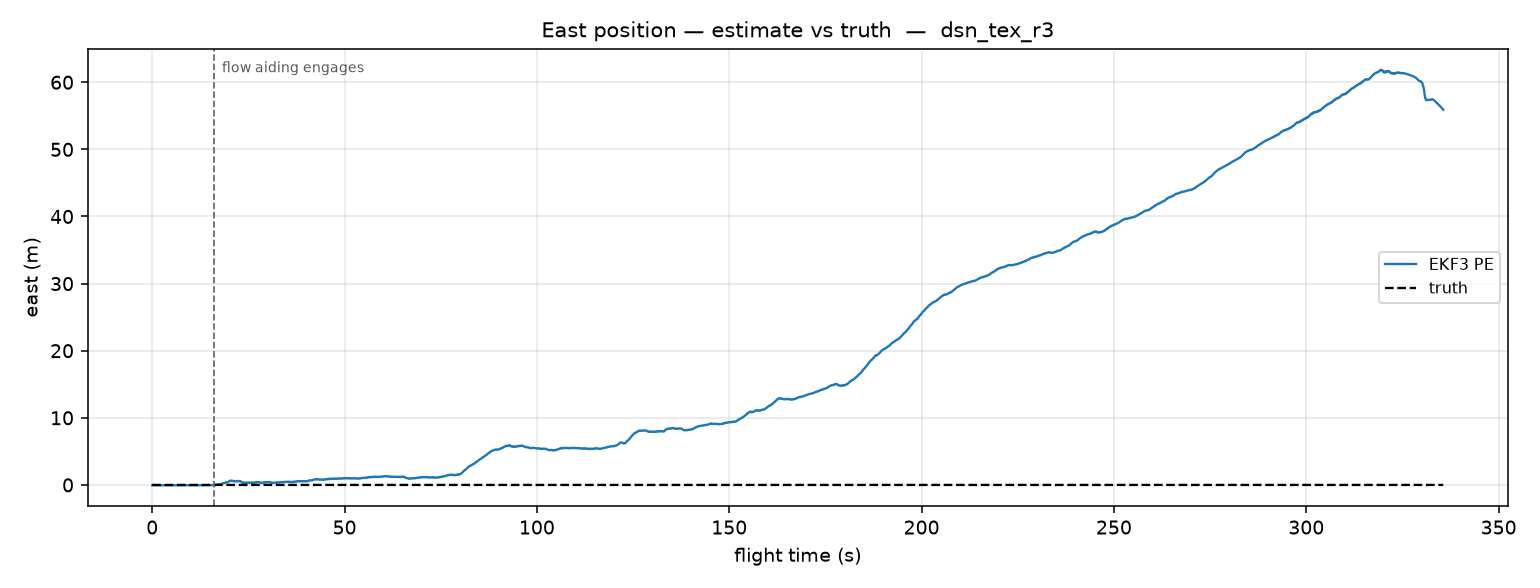 East position — estimate vs truth — dsn_tex_r3
flow aiding engages
60
50
40
30
20
10
0
east (m)
EKF3 PE
truth
0 50 100 150 200 250 300 350
flight time (s)